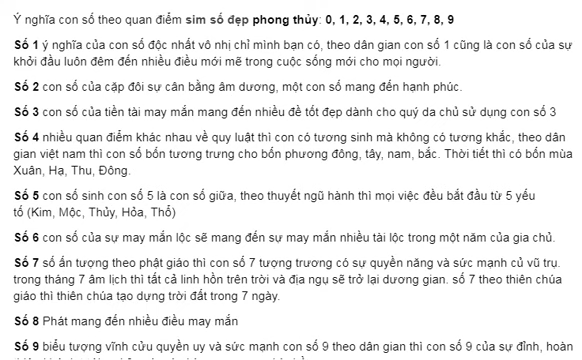 Ý nghĩa con số theo quan điểm sim số đẹp phong thủy: 0, 1, 2, 3, 4, 5, 6, 7, 8, 9
Số 1 ý nghĩa của con số độc nhất vô nhị chỉ mình bạn có, theo dân gian con số 1 cũng là con số của sự
khởi đầu luôn đêm đến nhiều điều mới mẽ trong cuộc sống mới cho mọi người.
Số 2 con số của cặp đôi sự cân bằng âm dương, một con số mang đến hạnh phúc.
Số 3 con số của tiền tài may mắn mang đến nhiều đề tốt đẹp dành cho quý da chủ sử dụng con số 3
Số 4 nhiều quan điểm khác nhau về quy luật thì con có tương sinh mà không có tương khắc, theo dân
gian việt nam thì con số bốn tương trưng cho bốn phương đông, tây, nam, bắc. Thời tiết thì có bốn mùa
Xuân, Hạ, Thu, Đông.
Số 5 con số sinh con số 5 là con số giữa, theo thuyết ngũ hành thì mọi việc đều bắt đầu từ 5 yếu
tố (Kim, Mộc, Thủy, Hỏa, Thổ)
Số 6 con số của sự may mắn lộc sẽ mang đến sự may mắn nhiều tài lộc trong một năm của gia chủ.
Số 7 số ấn tượng theo phật giáo thì con số 7 tượng trương có sự quyền năng và sức mạnh củ vũ trụ.
trong tháng 7 âm lịch thì tất cả linh hồn trên trời và địa ngụ sẽ trở lại dương gian. số 7 theo thiên chúa
giáo thì thiên chúa tạo dựng trời đất trong 7 ngày.
Số 8 Phát mang đến nhiều điều may mắn
Số 9 biểu tượng vĩnh cửu quyền uy và sức mạnh con số 9 theo dân gian thì con số 9 của sự đỉnh, hoàn